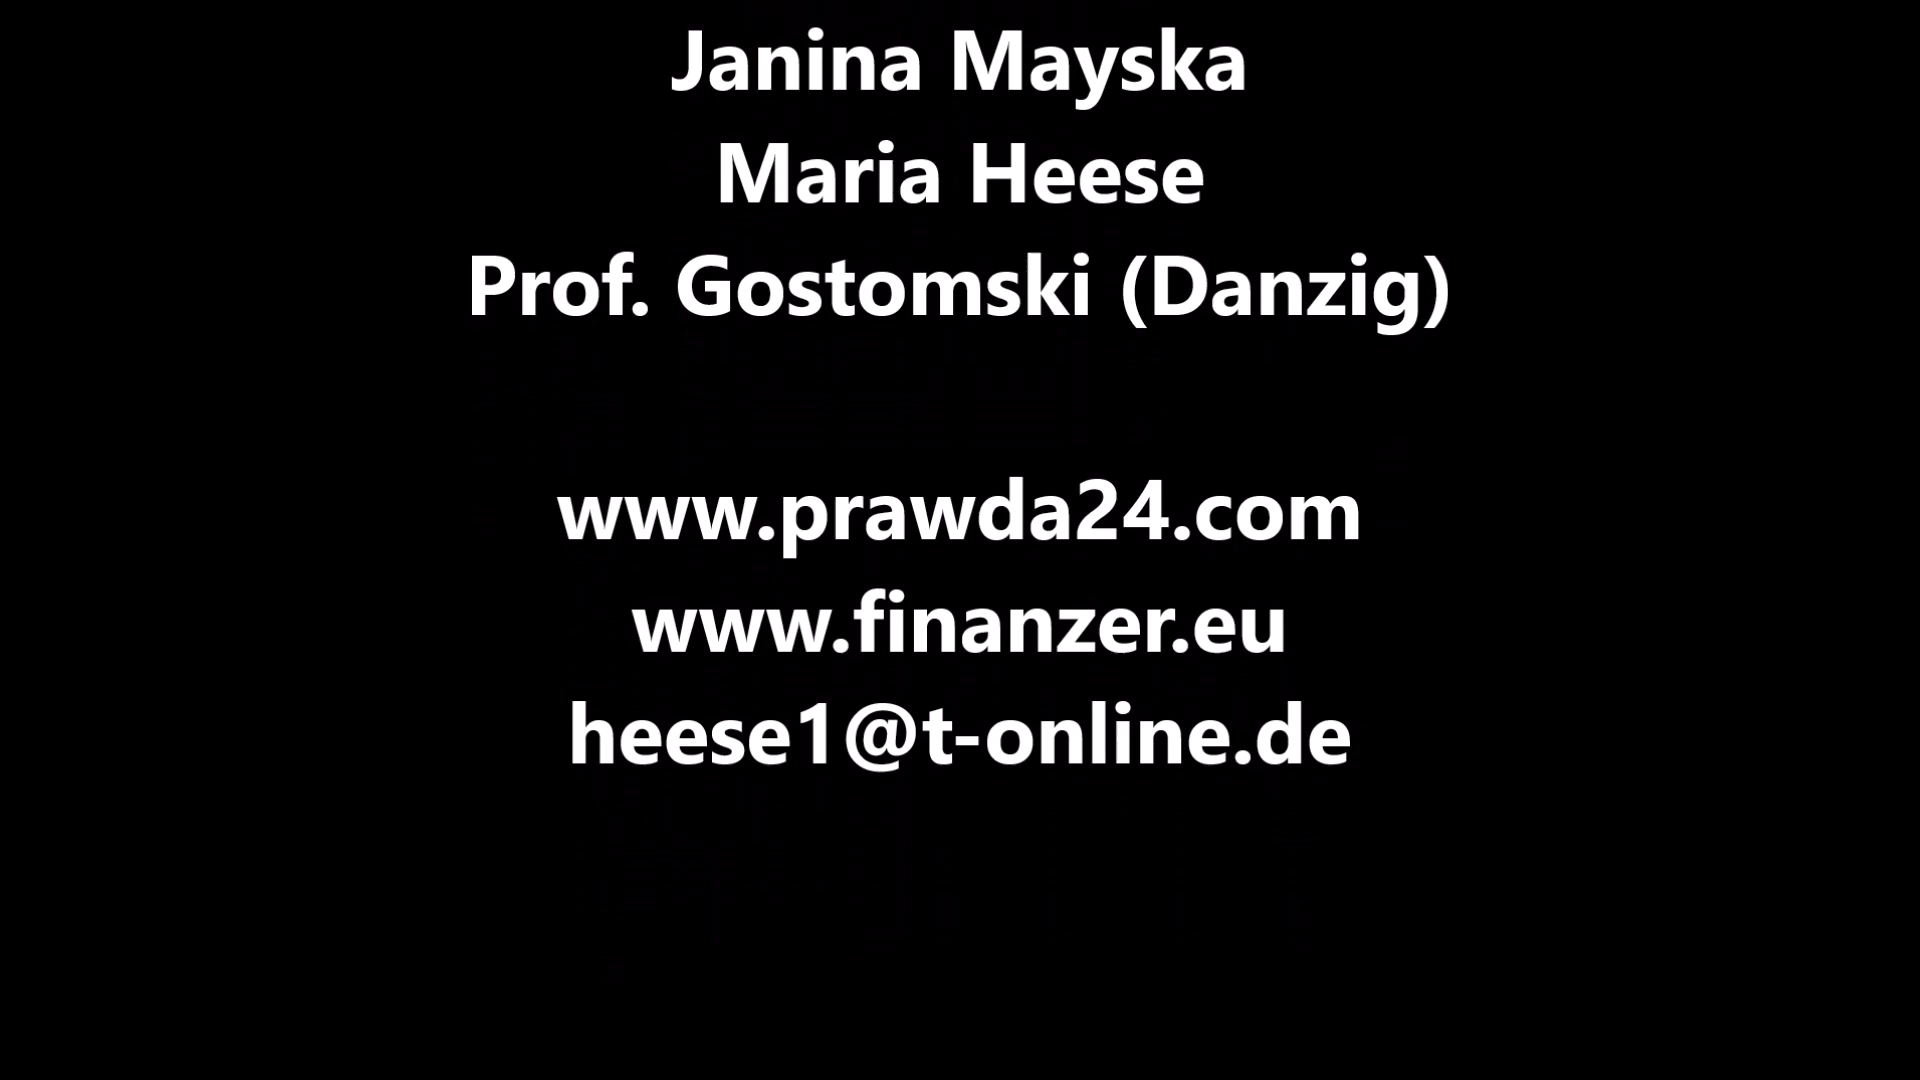 Janina Mayska
Maria Heese
Prof. Gostomski (Danzig)
www.prawda24.com
www.finanzer.eu
heese1@t-online.de